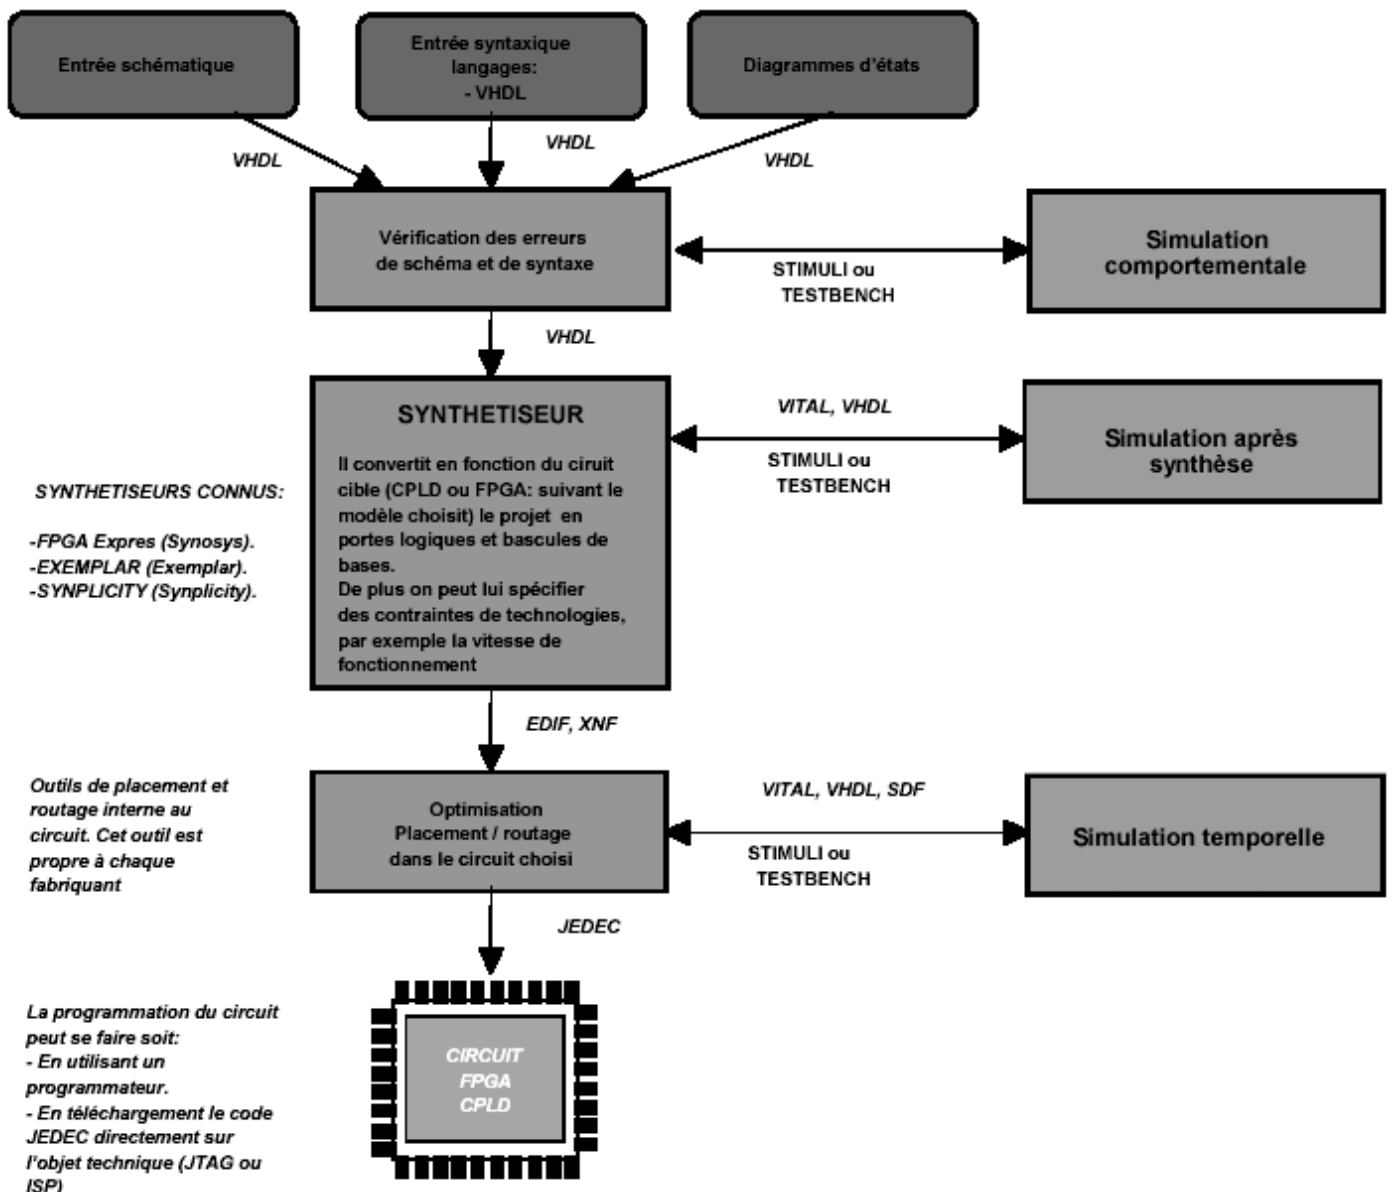 Entrée schématique
Entrée syntaxique
langages:
- VHDL
Diagrammes d'états
VHDL
VHDL
VHDL
Vérification des erreurs
de schéma et de syntaxe
STIMULI ou
TESTBENCH
Simulation
comportementale
VHDL
SYNTHETISEUR
Il convertit en fonction du ciruit
cible (CPLD ou FPGA: suivant le
modèle choisit) le projet en
portes logiques et bascules de
bases.
De plus on peut lui spécifier
des contraintes de technologies,
par exemple la vitesse de
fonctionnement
VITAL, VHDL
STIMULI ou
TESTBENCH
Simulation après
synthèse
SYNTHETISEURS CONNUS:
-FPGA Expres (Synosys).
-EXEMPLAR (Exemplar).
-SYNPLICITY (Synplicity).
EDIF, XNF
Outils de placement et
routage interne au
circuit. Cet outil est
propre à chaque
fabriquant
Optimisation
Placement / routage
dans le circuit choisi
VITAL, VHDL, SDF
STIMULI ou
TESTBENCH
Simulation temporelle
JEDEC
La programmation du circuit
peut se faire soit:
- En utilisant un
programmateur.
- En téléchargement le code
JEDEC directement sur
l'objet technique (JTAG ou
ISP)
CIRCUIT
FPGA
CPLD